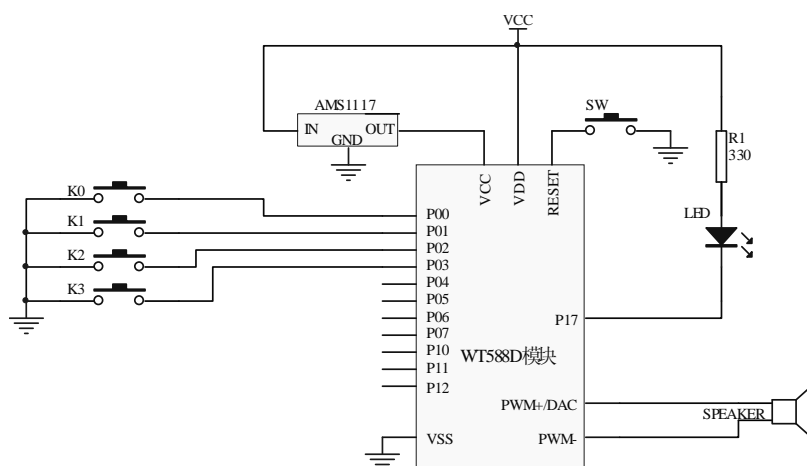 VCC
AMS1117
IN
OUT
GND
SW
R1
330
VCC
VDD
RESET
K0
K1
K2
K3
LED
P00
P01
P02
P03
P04
P05
P06
P07
P10
P11
P12
P17
WT588D模块
PWM+/DAC
SPEAKER
VSS
PWM-